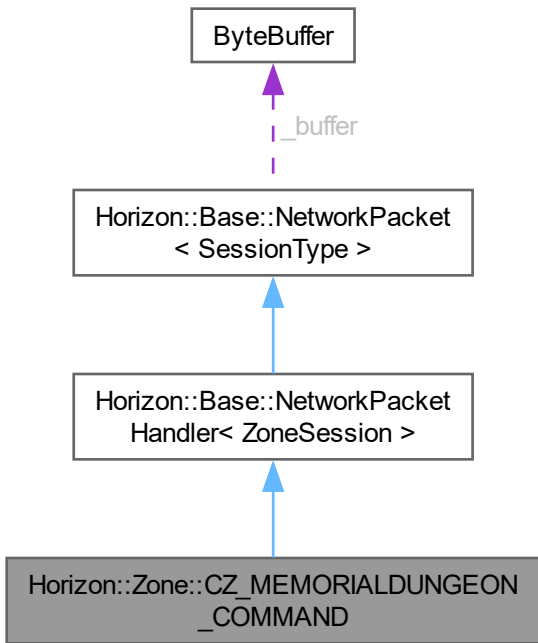 ByteBuffer
_buffer
Horizon::Base::NetworkPacket
< SessionType >
Horizon::Base::NetworkPacket
Handler< ZoneSession >
Horizon::Zone::CZ_MEMORIALDUNGEON
_COMMAND